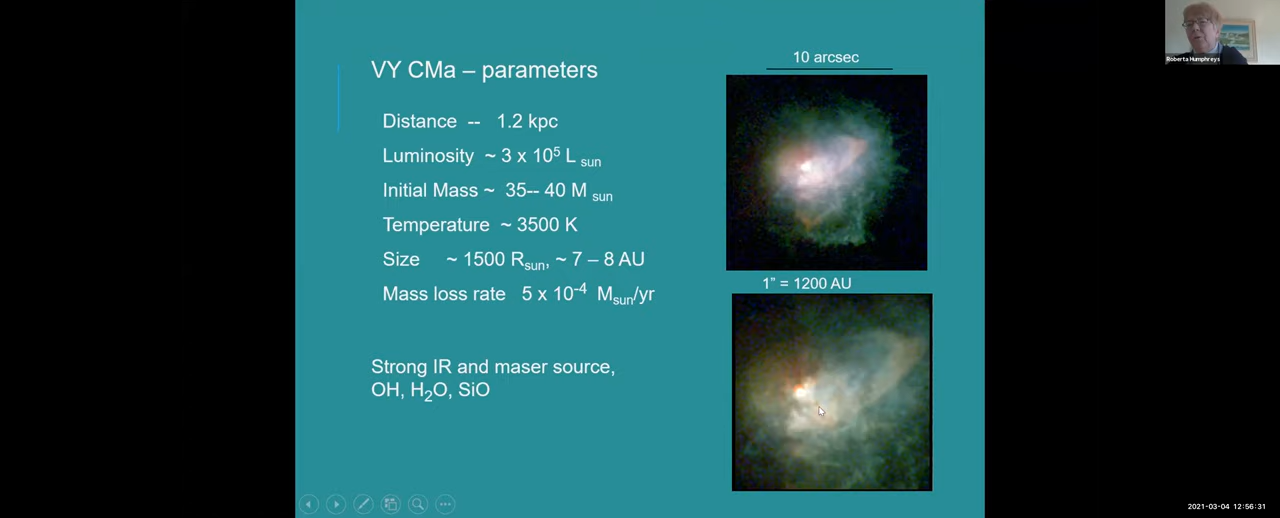 VY CMa – parameters
Distance -- 1.2 kpc
Luminosity ~ 3 x 10⁵ L sun
Initial Mass ~ 35-- 40 M sun
Temperature ~ 3500 K
Size ~ 1500 Rsun, ~ 7 – 8 AU
Mass loss rate 5 x 10⁻⁴ Msun/yr
Strong IR and maser source,
OH, H₂O, SiO
10 arcsec
1” = 1200 AU
Roberta Humphreys
2021-03-04 12:56:31